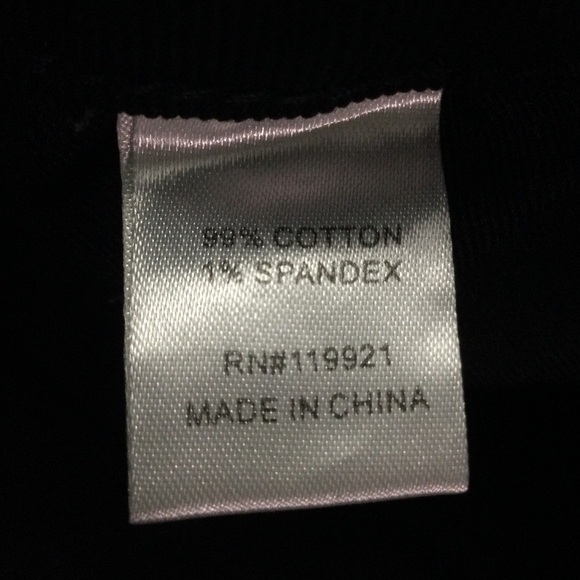 99% COTTON
1% SPANDEX
RN#119921
MADE IN CHINA